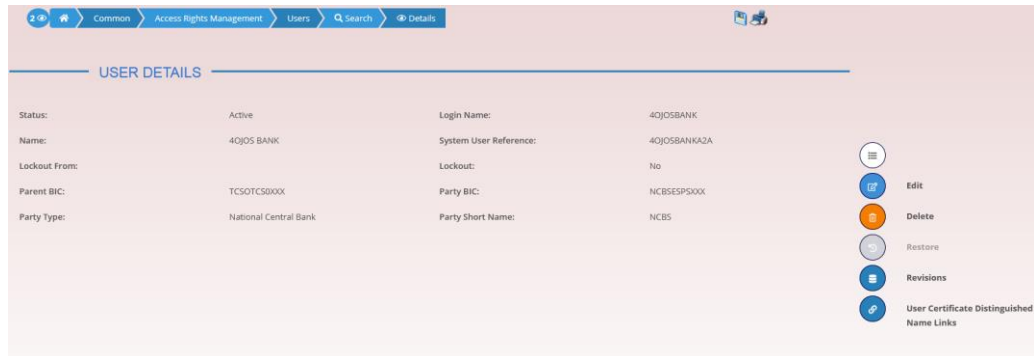 2 Common Access Rights Management Users Search Details
USER DETAILS
Status: Active Login Name: 4OJOSBANK
Name: 4OJOS BANK System User Reference: 4OJOSBANKA2A
Lockout From: Lockout: No
Parent BIC: TCSOTCS0XXX Party BIC: NCBSESPSXXX
Party Type: National Central Bank Party Short Name: NCBS
Edit
Delete
Restore
Revisions
User Certificate Distinguished
Name Links